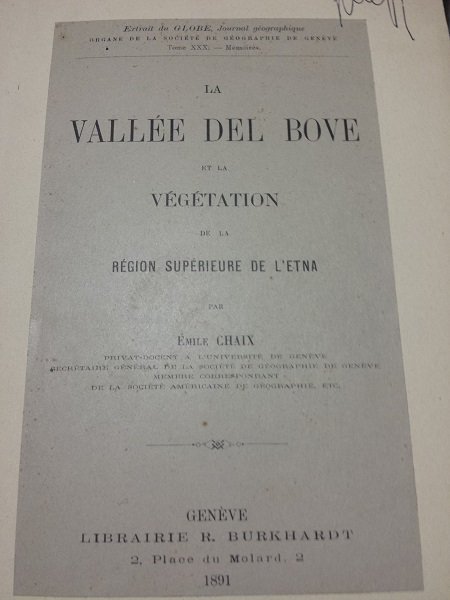 Extrait du GLOBE, Journal géographique
ORGANE DE LA SOCIÉTÉ DE GÉOGRAPHIE DE GENÈVE
Tome XXX. — Mémoires.
LA
VALLÉE DEL BOVE
ET LA
VÉGÉTATION
DE LA
RÉGION SUPÉRIEURE DE L'ETNA
PAR
ÉMILE CHAIX
PRIVAT-DOCENT A L'UNIVERSITÉ DE GENÈVE
SECRÉTAIRE GÉNÉRAL DE LA SOCIÉTÉ DE GÉOGRAPHIE DE GENÈVE
MEMBRE CORRESPONDANT
DE LA SOCIÉTÉ AMÉRICAINE DE GÉOGRAPHIE, ETC.
GENÈVE
LIBRAIRIE R. BURKHARDT
2, Place du Molard, 2
1891